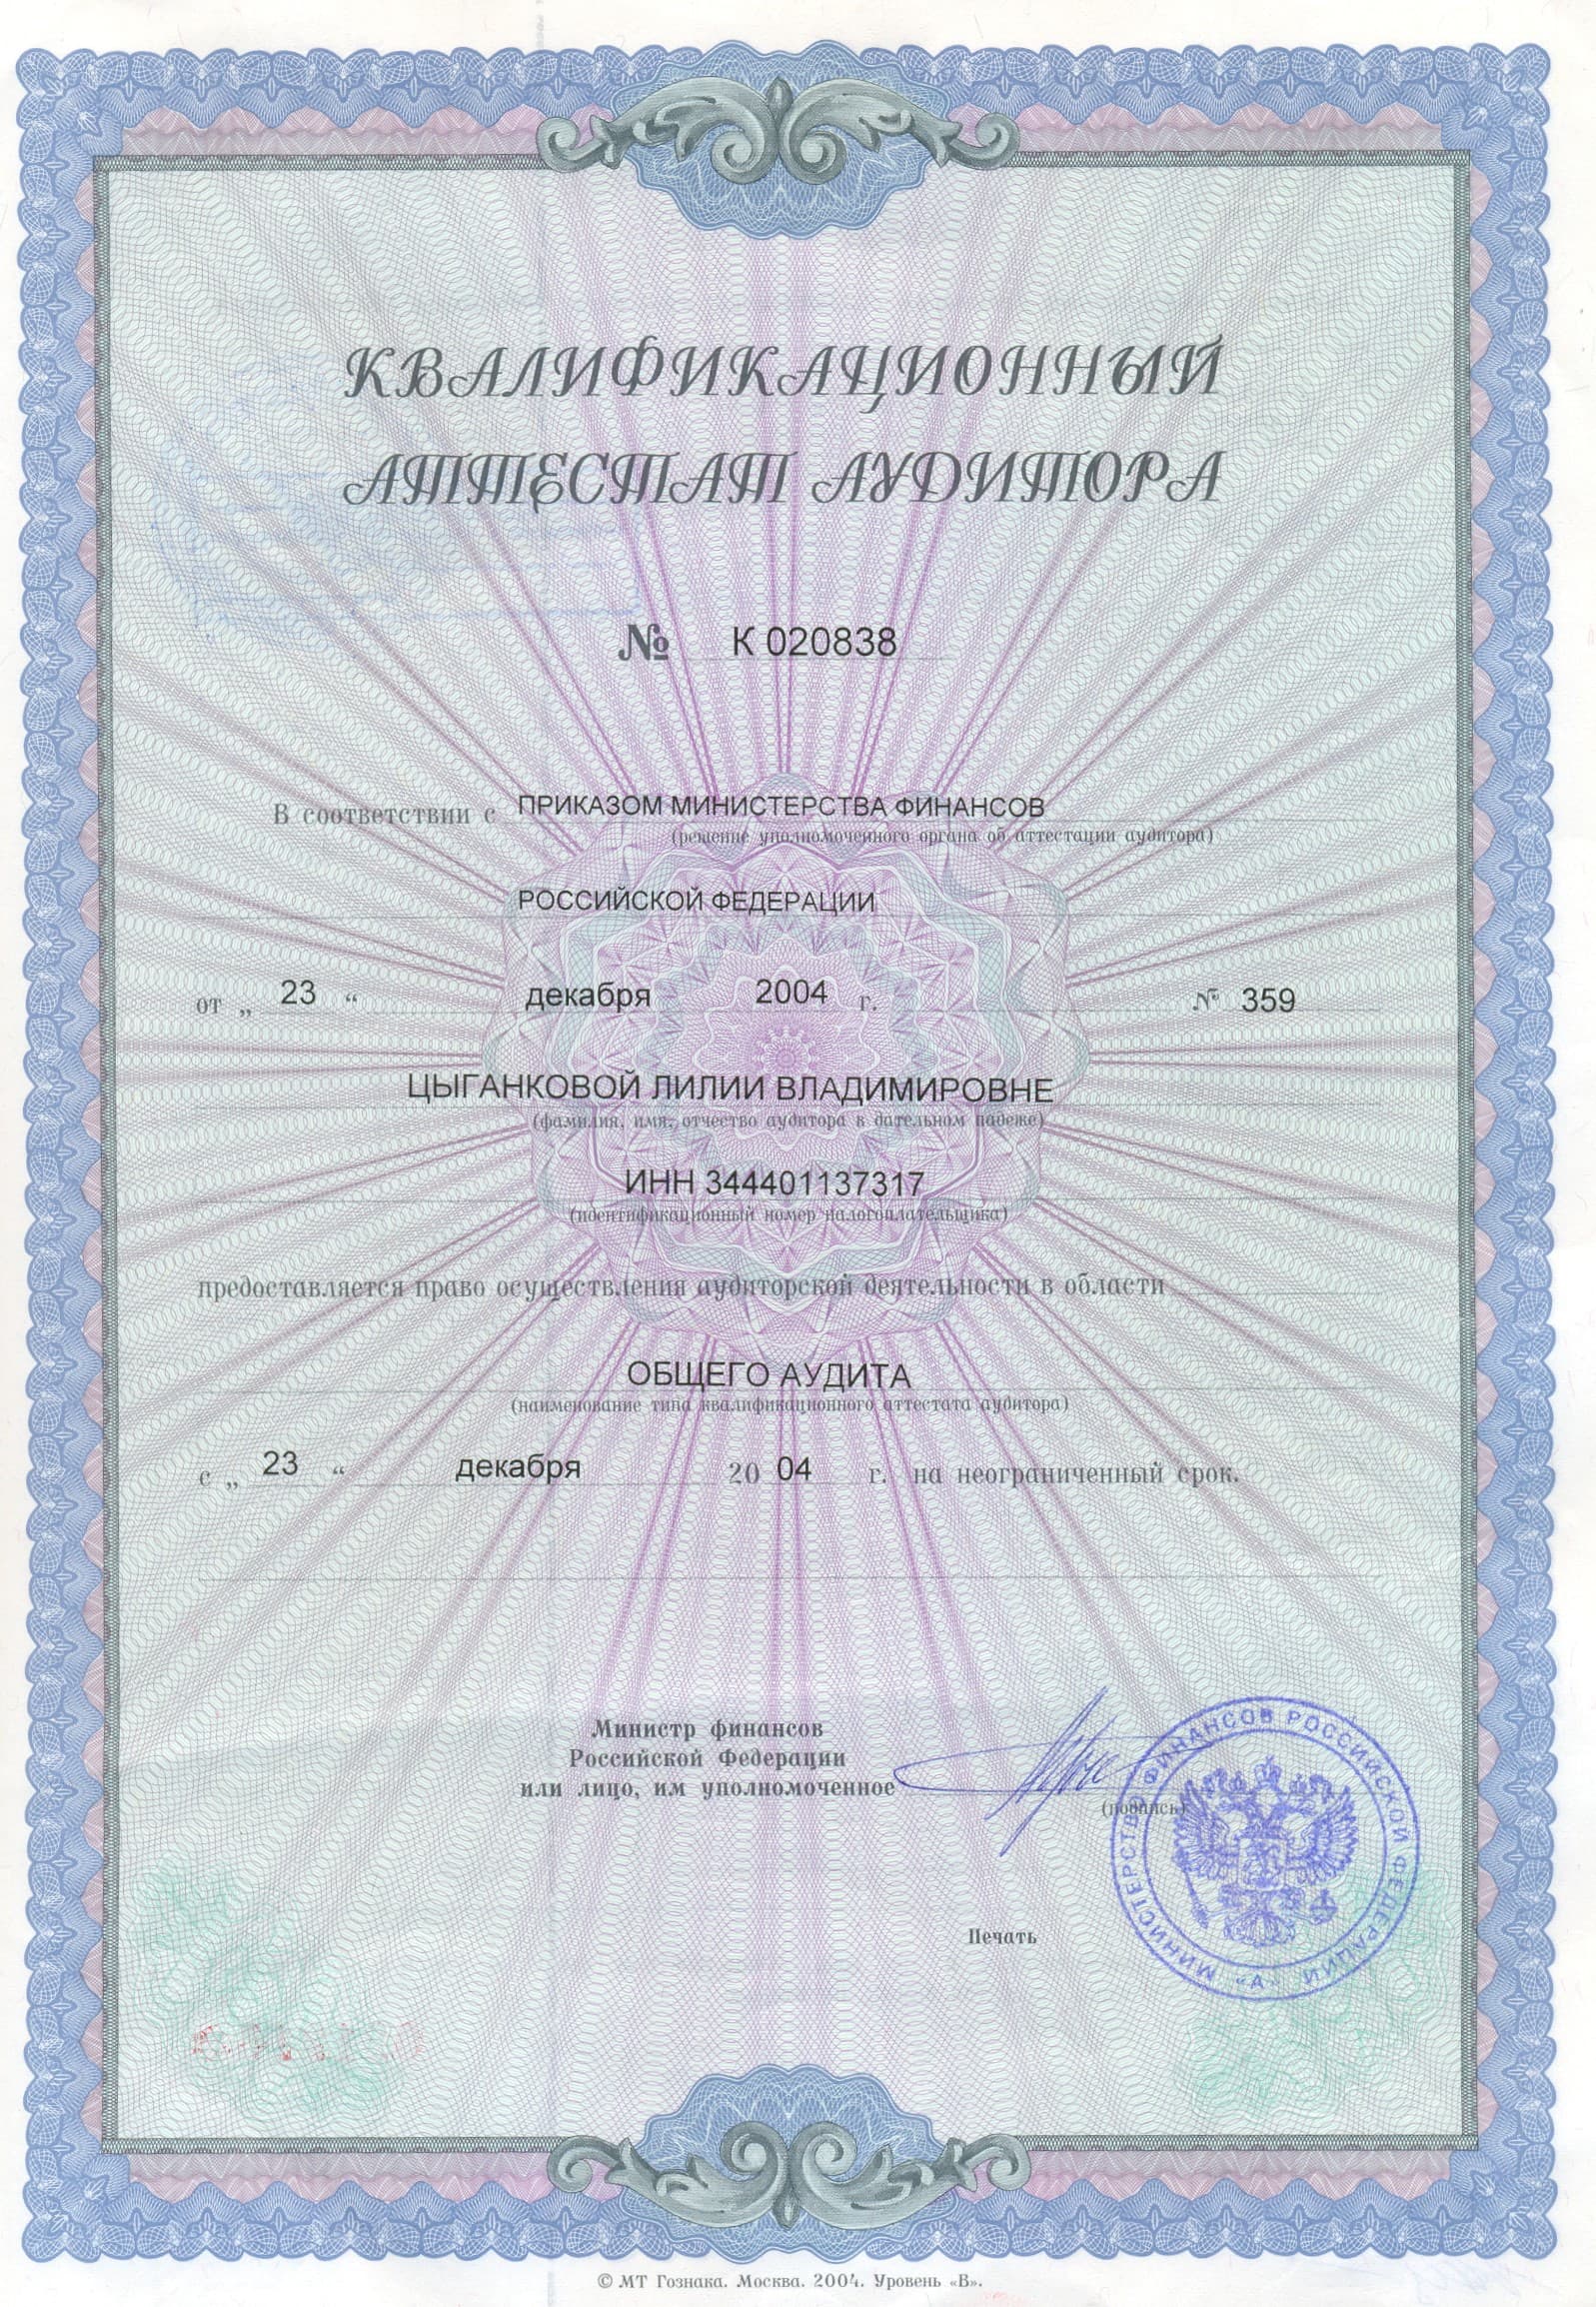 КВАЛИФИКАЦИОННЫЙ
АТТЕСТАТ АУДИТОРА
№ К 020838
В соответствии с ПРИКАЗОМ МИНИСТЕРСТВА ФИНАНСОВ
(решение уполномоченного органа об аттестации аудитора)
РОССИЙСКОЙ ФЕДЕРАЦИИ
от „ 23 “ декабря 2004 г. № 359
ЦЫГАНКОВОЙ ЛИЛИИ ВЛАДИМИРОВНЕ
(фамилия, имя, отчество аудитора в дательном падеже)
ИНН 344401137317
(идентификационный номер налогоплательщика)
предоставляется право осуществления аудиторской деятельности в области
ОБЩЕГО АУДИТА
(наименование типа квалификационного аттестата аудитора)
с „ 23 “ декабря 20 04 г. на неограниченный срок.
Министр финансов
Российской Федерации
или лицо, им уполномоченное
(подпись)
МИНИСТЕРСТВО ФИНАНСОВ РОССИЙСКОЙ ФЕДЕРАЦИИ «А»
Печать
© МТ Гознака. Москва. 2004. Уровень «В».